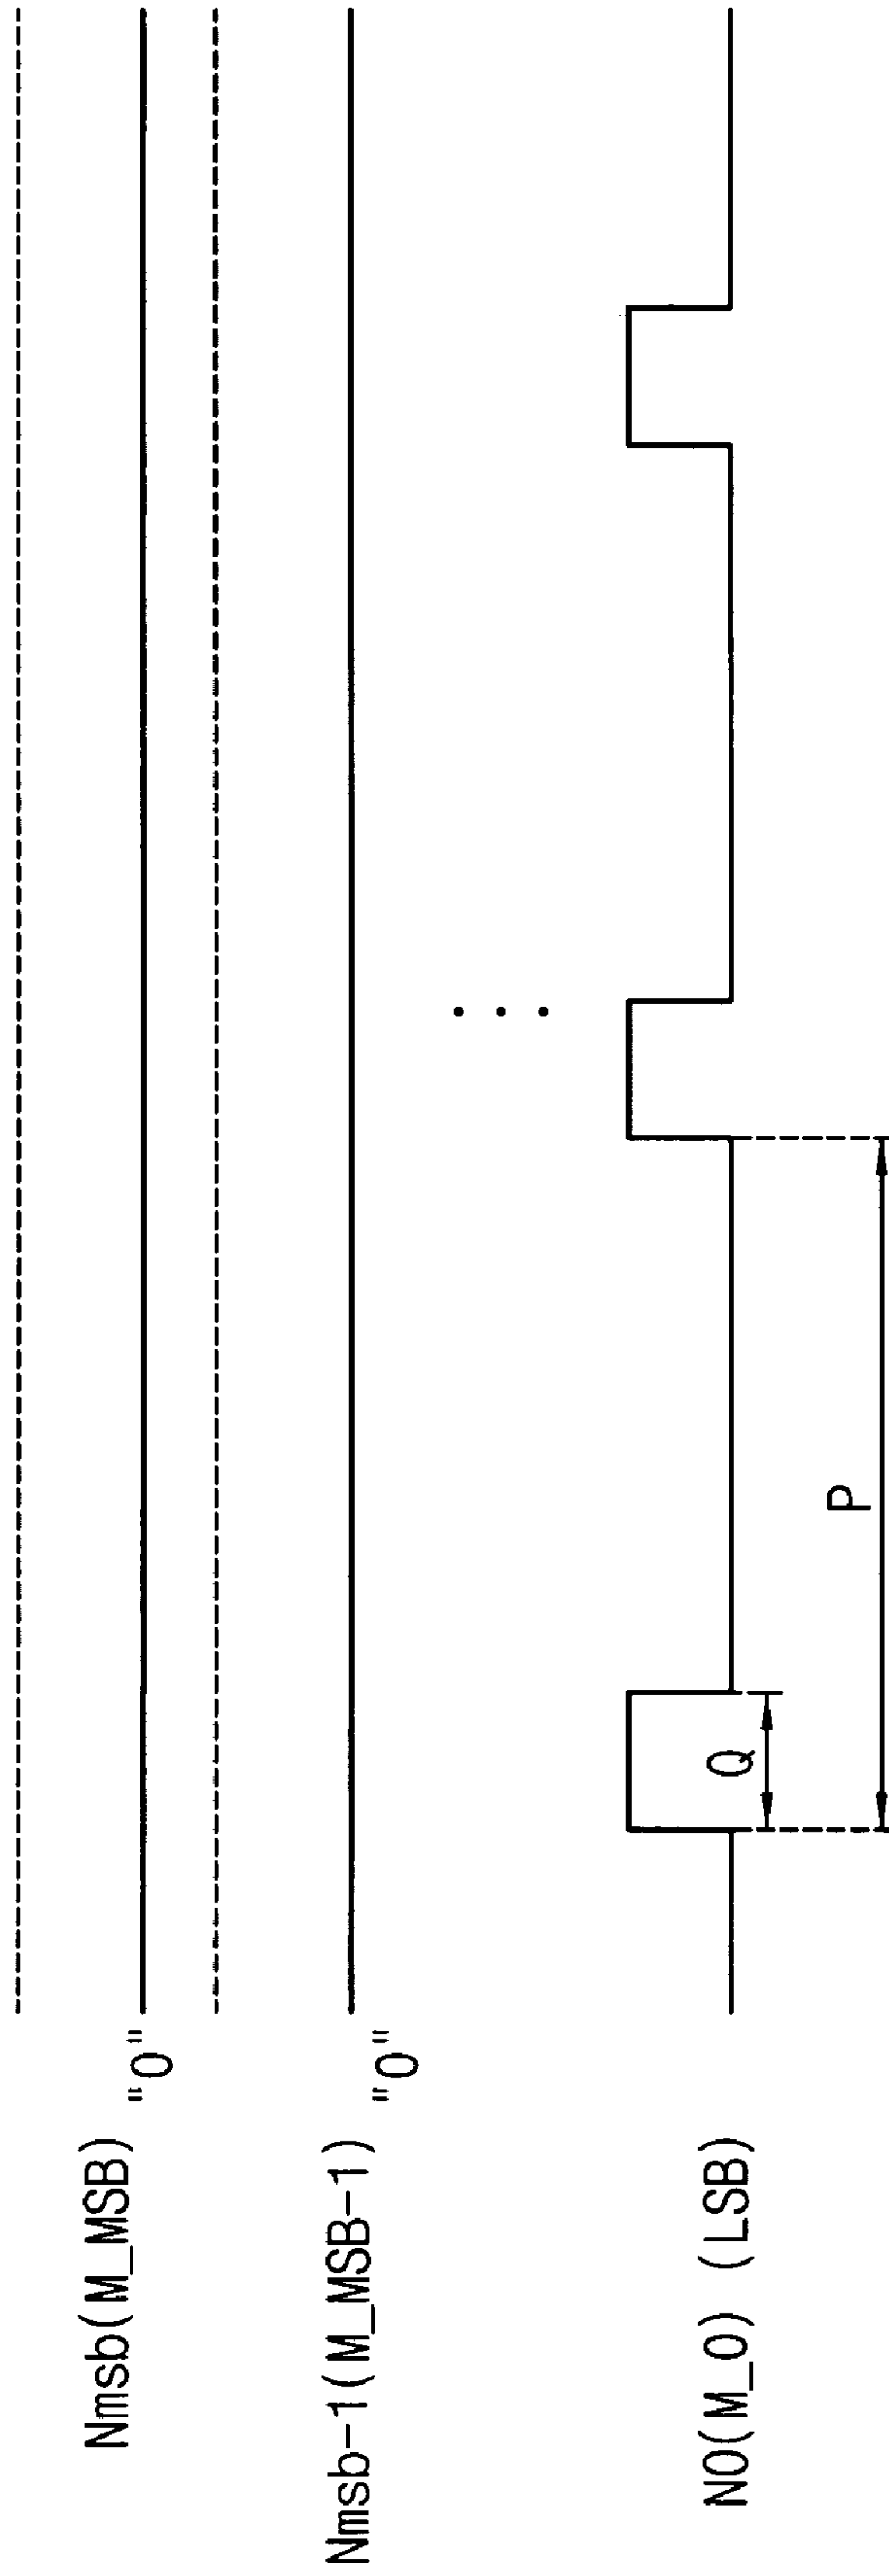 Nmsb(M_MSB)
"0"
Nmsb-1(M_MSB-1)
"0"
N0(M_0) (LSB)
Q
P